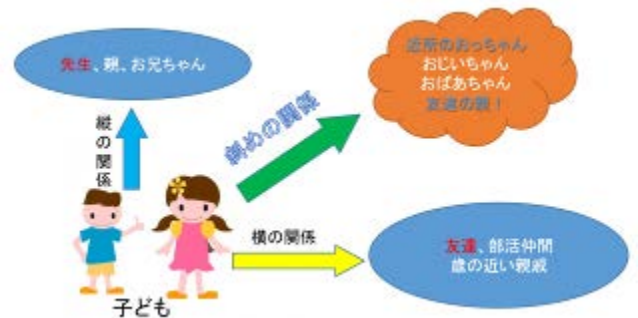 先生、親、お兄ちゃん
近所のおっちゃん
おじいちゃん
おばあちゃん
友達の親！
縦の関係
斜めの関係
横の関係
友達、部活仲間
歳の近い親戚
子ども